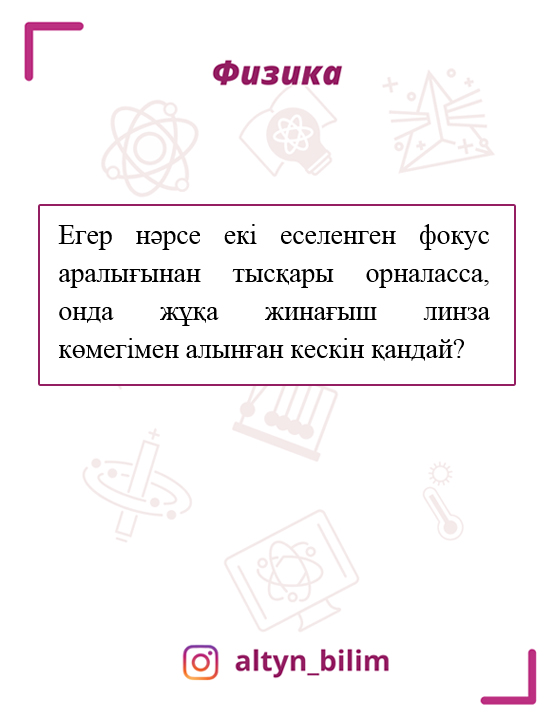 Физика
Егер нәрсе екі еселенген фокус
аралығынан тысқары орналасса,
онда жұқа жинағыш линза
көмегімен алынған кескін қандай?
altyn_bilim